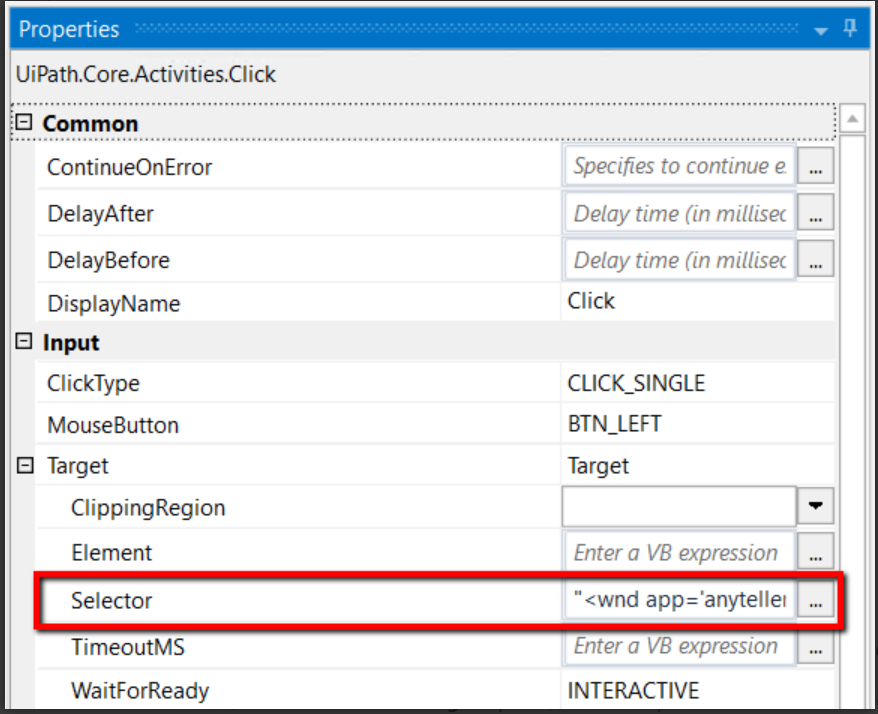 Properties
UiPath.Core.Activities.Click
Common
ContinueOnError Specifies to continue e. ...
DelayAfter Delay time (in millisec ...
DelayBefore Delay time (in millisec ...
DisplayName Click
Input
ClickType CLICK_SINGLE
MouseButton BTN_LEFT
Target Target
ClippingRegion
Element Enter a VB expression ...
Selector "<wnd app='anyteller ...
TimeoutMS Enter a VB expression ...
WaitForReady INTERACTIVE